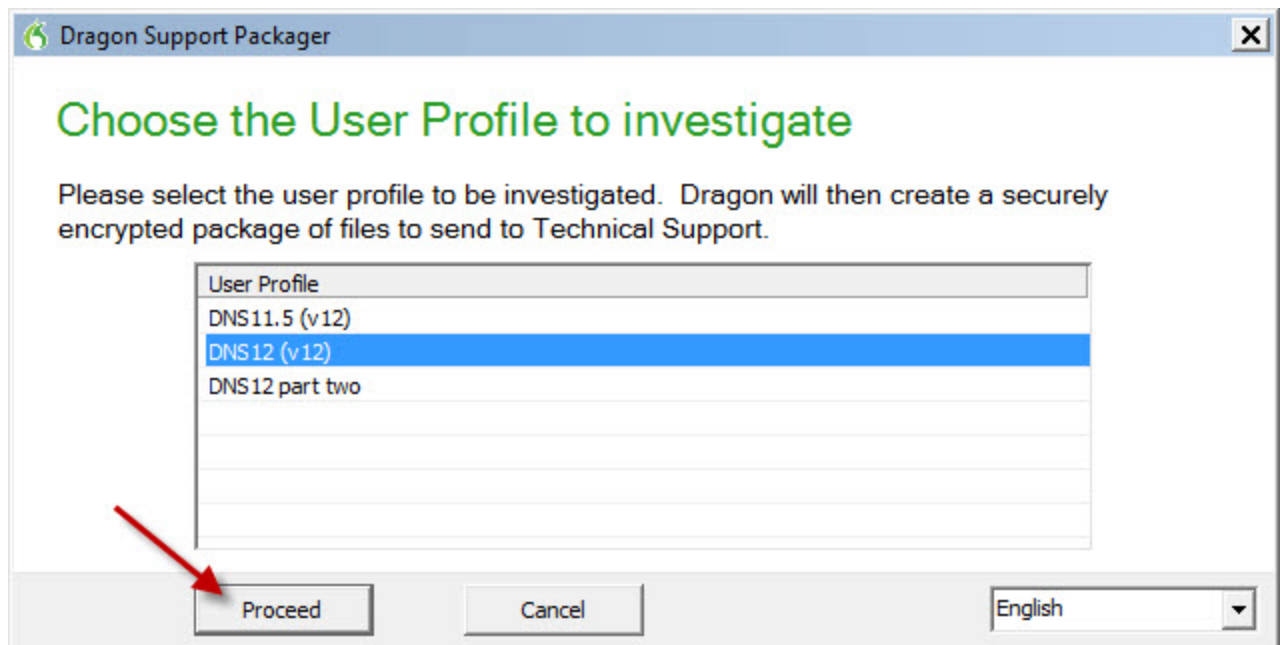 Dragon Support Packager
Choose the User Profile to investigate
Please select the user profile to be investigated.  Dragon will then create a securely
encrypted package of files to send to Technical Support.
User Profile
DNS11.5 (v12)
DNS12 (v12)
DNS12 part two
Proceed
Cancel
English